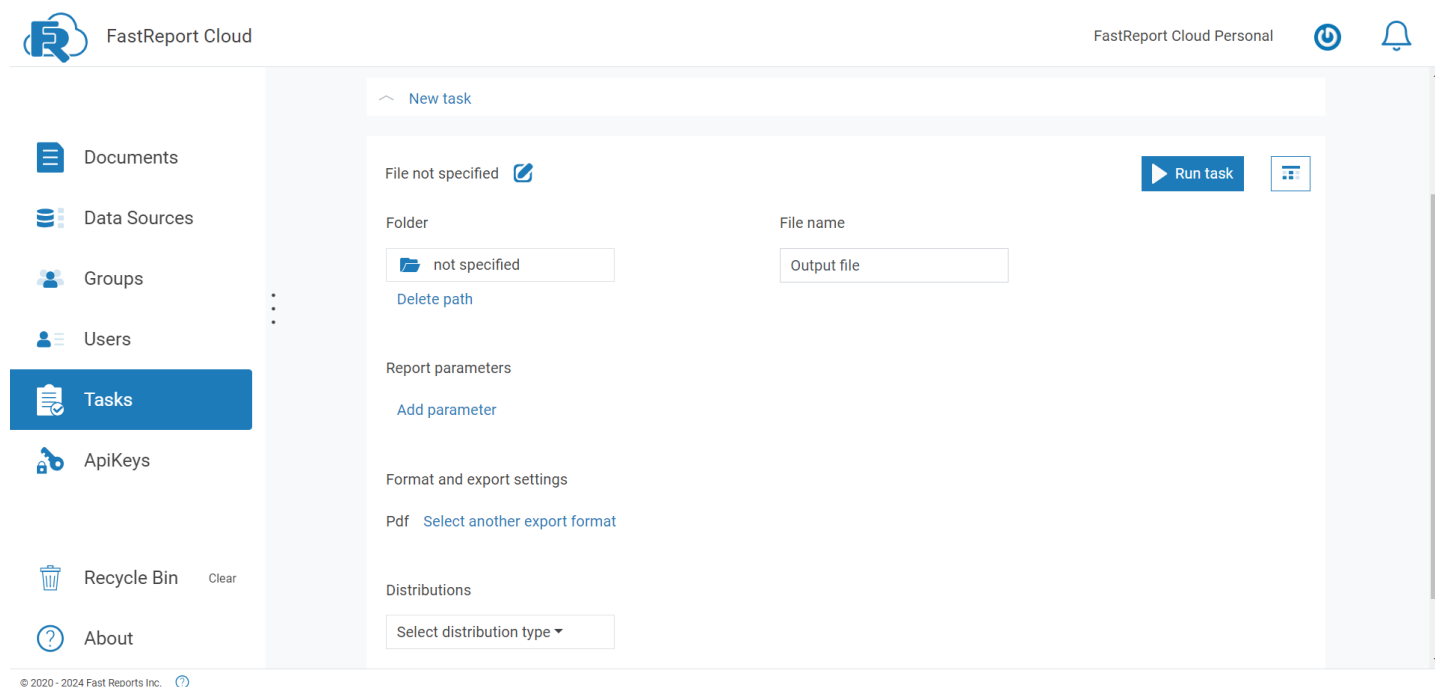 FastReport Cloud
FastReport Cloud Personal
New task
Documents
Data Sources
Groups
Users
Tasks
ApiKeys
Recycle Bin Clear
About
File not specified
Run task
Folder
File name
not specified
Output file
Delete path
Report parameters
Add parameter
Format and export settings
Pdf Select another export format
Distributions
Select distribution type
© 2020 - 2024 Fast Reports Inc. ?